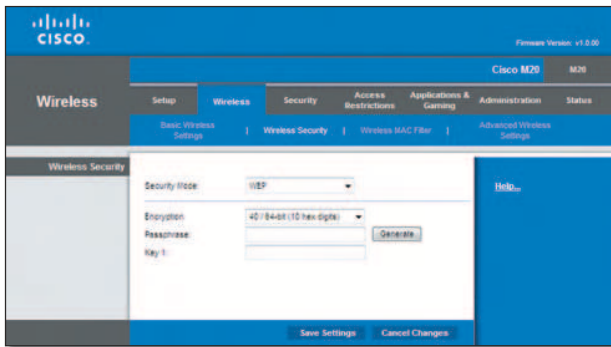 CISCO
Firmware Version: v1.0.00
Cisco M20 M20
Wireless
Setup Wireless Security Access Restrictions Applications & Gaming Administration Status
Basic Wireless Settings | Wireless Security | Wireless MAC Filter | Advanced Wireless Settings
Wireless Security
Security Mode: WEP
Help...
Encryption: 40 / 64-bit (10 hex digits)
Passphrase: Generate
Key 1:
Save Settings Cancel Changes